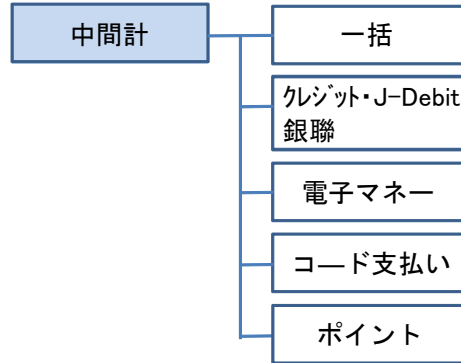 中間計
一括
ｸﾚｼﾞｯﾄ・J-Debit
銀聯
電子マネー
コ―ド支払い
ポイント